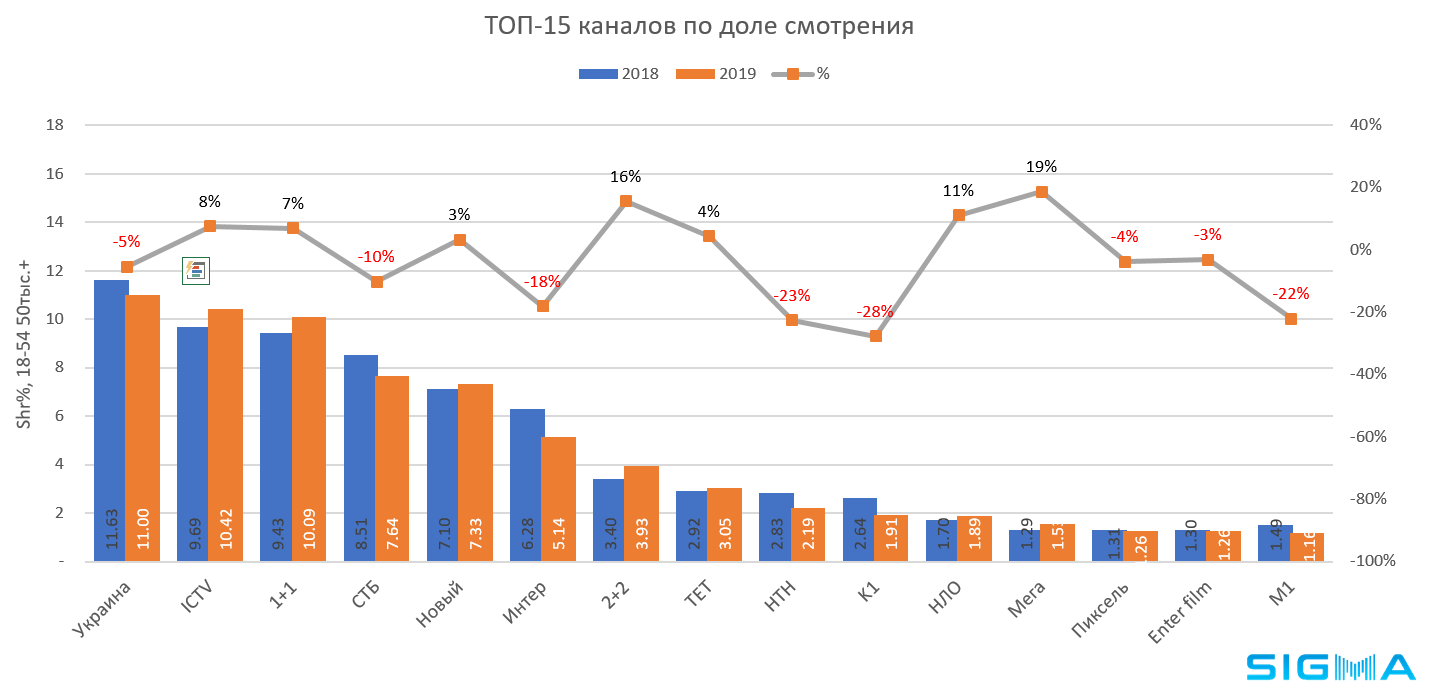 ТОП-15 каналов по доле смотрения
2018 2019 %
Shr%, 18-54 50тыс.+
18
16
14
12
10
8
6
4
2
-
40%
20%
0%
-20%
-40%
-60%
-80%
-100%
-5% 8% 7% -10% 3% -18% 16% 4% -23% -28% 11% 19% -4% -3% -22%
11.63 11.00 9.69 10.42 9.43 10.09 8.51 7.64 7.10 7.33 6.28 5.14 3.40 3.93 2.92 3.05 2.83 2.19 2.64 1.91 1.70 1.89 1.29 1.53 1.31 1.26 1.30 1.26 1.49 1.16
Украина ICTV 1+1 СТБ Новый Интер 2+2 ТЕТ НТН К1 НЛО Мега Пиксель Enter film М1
SIGMA